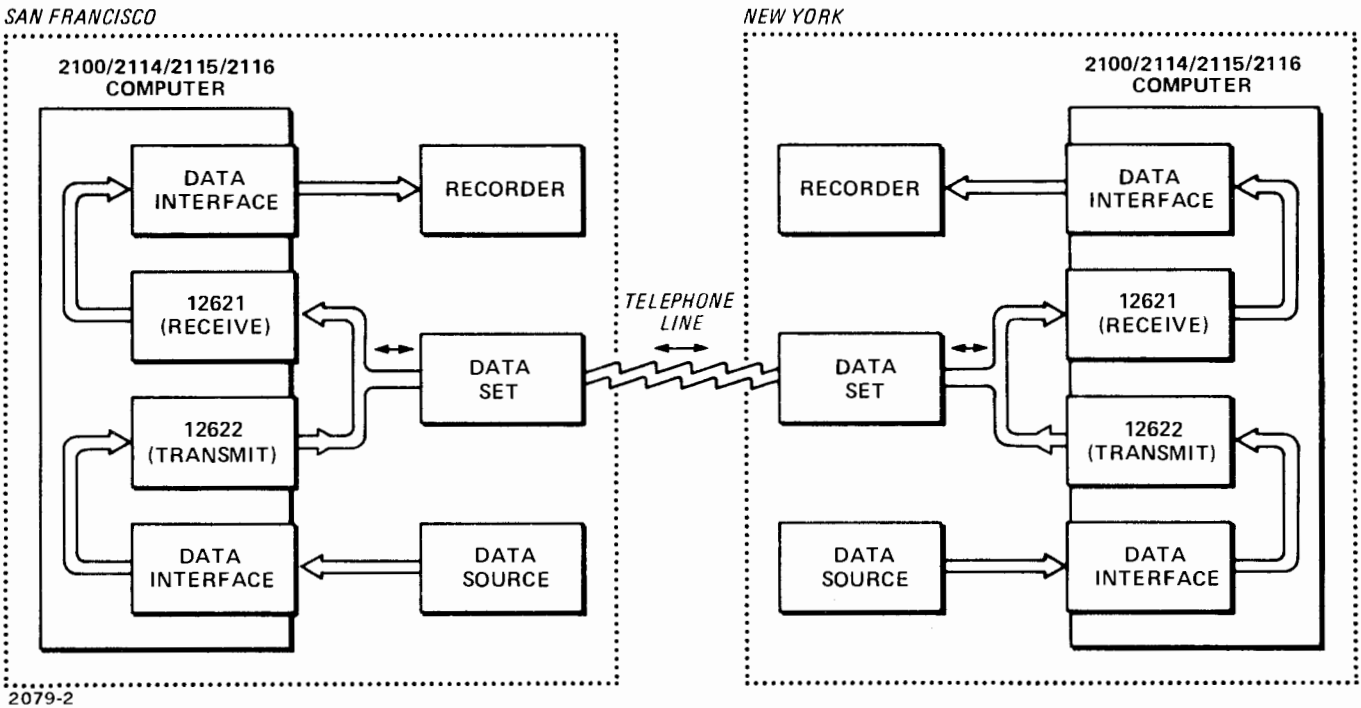 SAN FRANCISCO
2100/2114/2115/2116
COMPUTER
DATA
INTERFACE
RECORDER
12621
(RECEIVE)
DATA
SET
12622
(TRANSMIT)
DATA
INTERFACE
DATA
SOURCE
TELEPHONE
LINE
NEW YORK
2100/2114/2115/2116
COMPUTER
RECORDER
DATA
INTERFACE
12621
(RECEIVE)
DATA
SET
12622
(TRANSMIT)
DATA
SOURCE
DATA
INTERFACE
2079-2